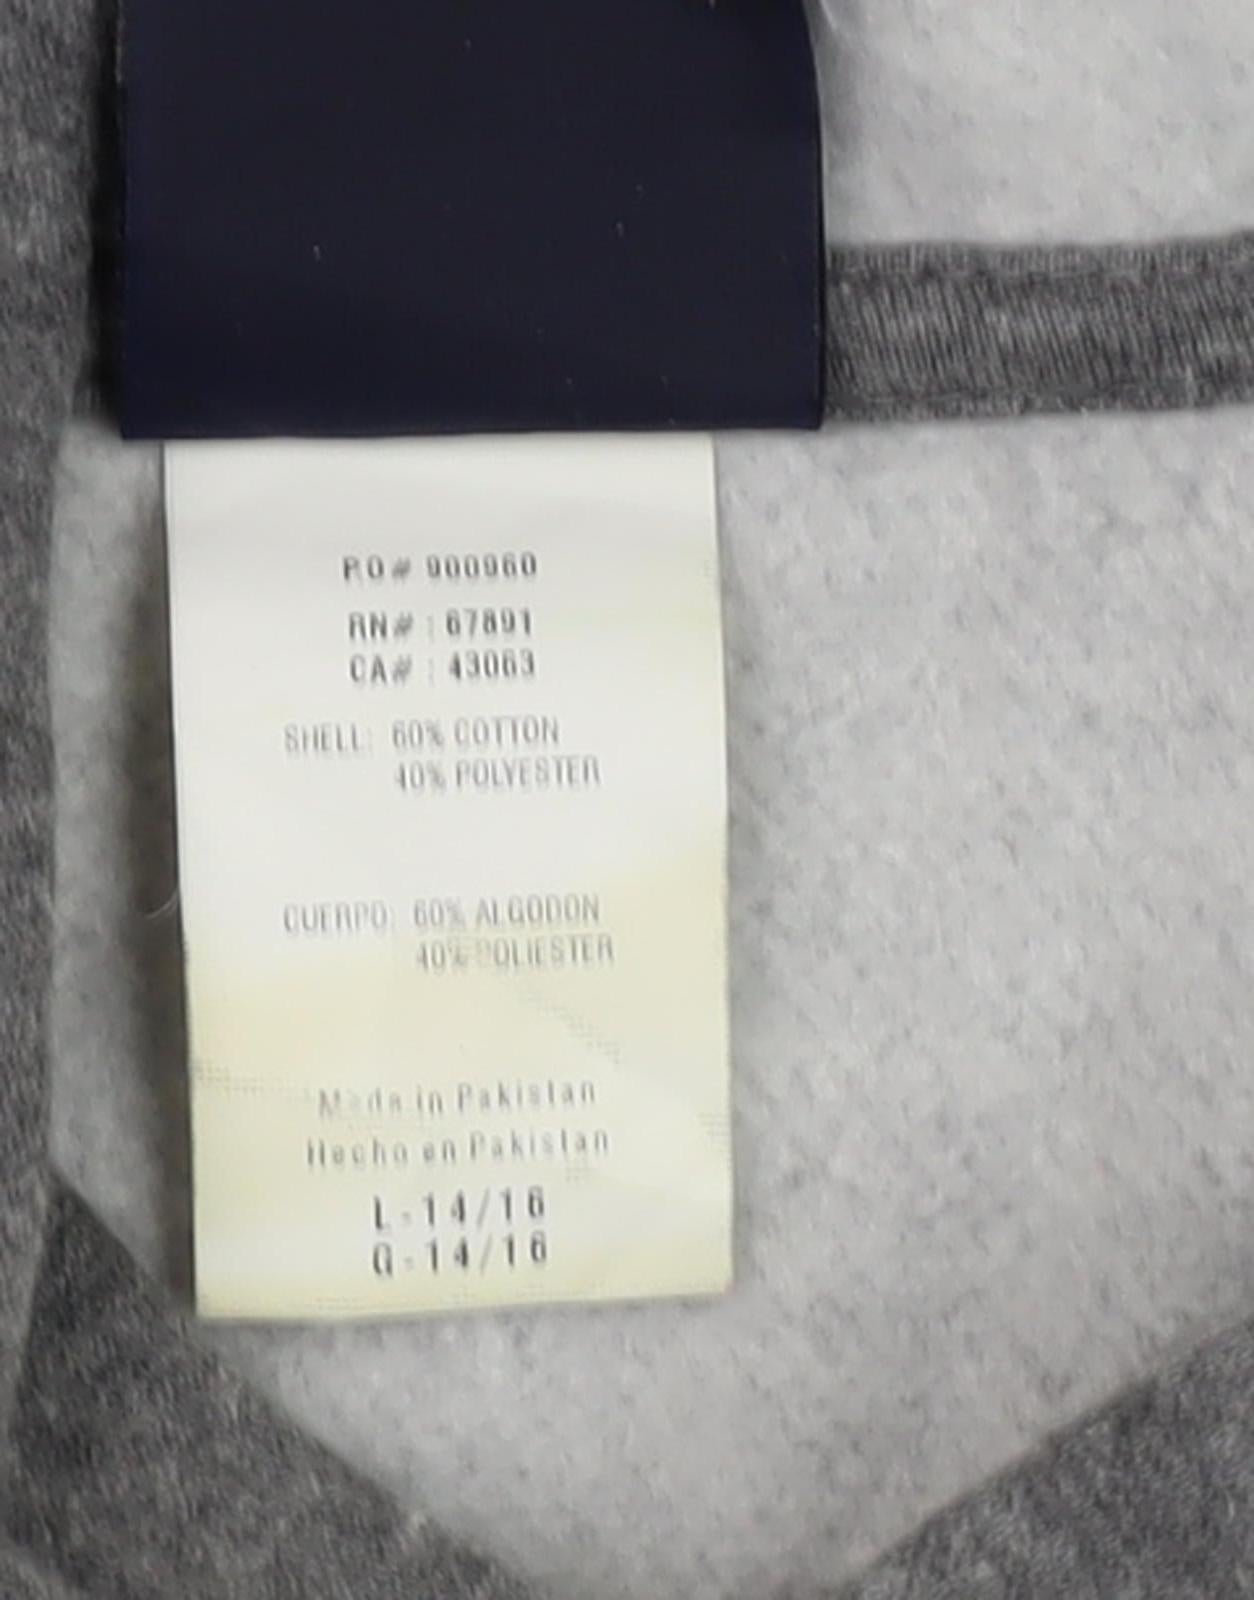 P.O# 900960
RN# : 67891
CA# : 43063
SHELL: 60% COTTON
40% POLYESTER
CUERPO: 60% ALGODON
40% POLIESTER
Made in Pakistan
Hecho en Pakistan
L-14/16
G-14/16